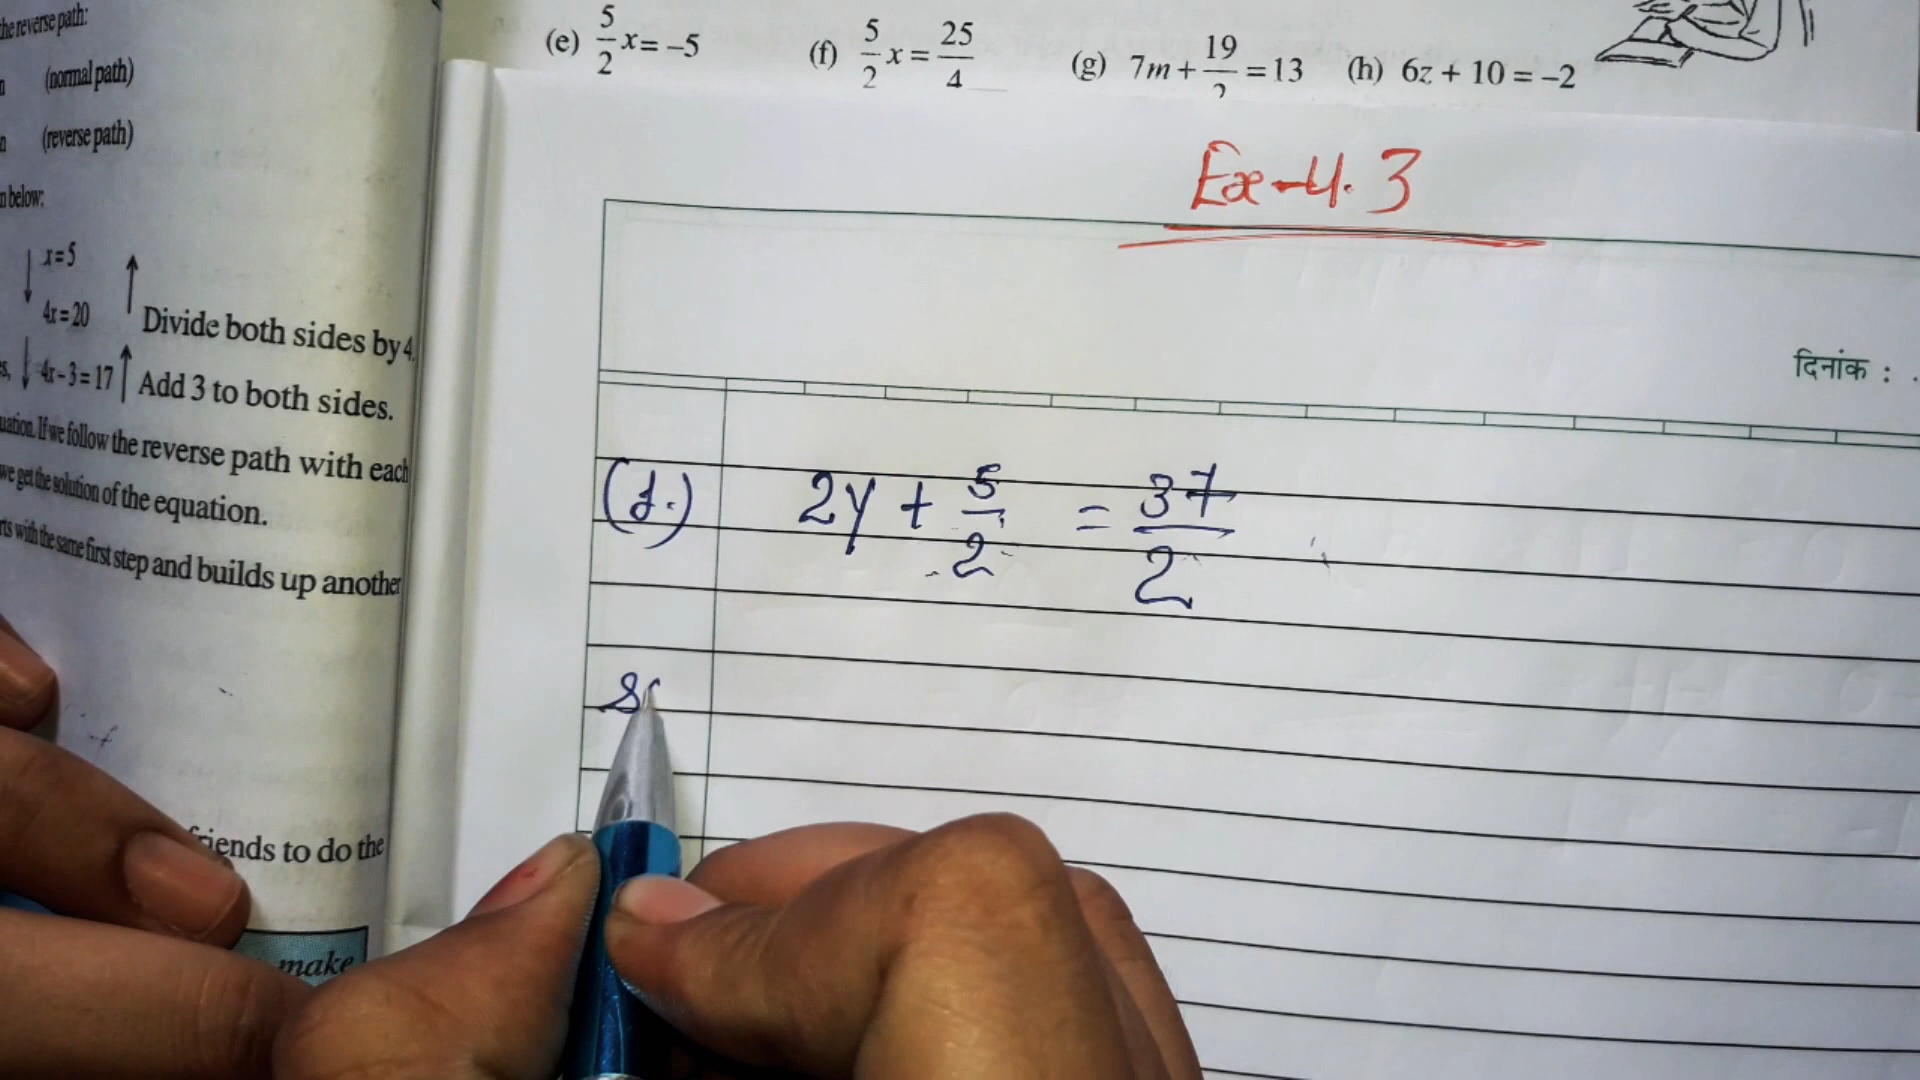 the reverse path:
(normal path)
(reverse path)
n below:
x=5
4x=20
Divide both sides by 4.
4x-3=17
Add 3 to both sides.
uation. If we follow the reverse path with each
we get the solution of the equation.
rts with the same first step and builds up another
friends to do the
make
(e) 5/2 x= –5
(f) 5/2 x = 25/4
(g) 7m + 19/2 = 13
(h) 6z + 10 = –2
Ex-4.3
दिनांक :
(d.) 2y + 5/2 = 37/2